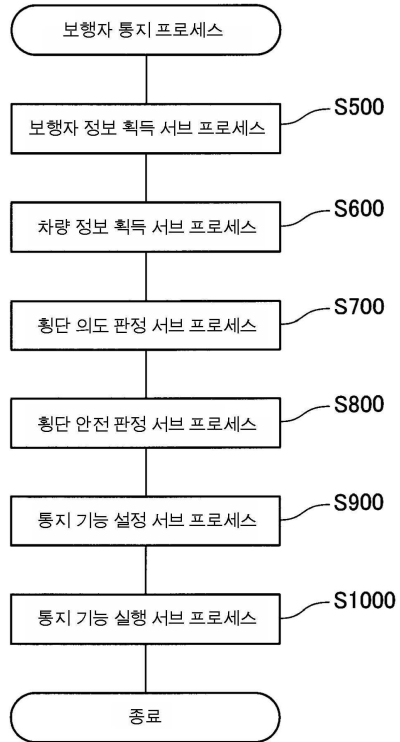 보행자 통지 프로세스
S500
보행자 정보 획득 서브 프로세스
S600
차량 정보 획득 서브 프로세스
S700
횡단 의도 판정 서브 프로세스
S800
횡단 안전 판정 서브 프로세스
S900
통지 기능 설정 서브 프로세스
S1000
통지 기능 실행 서브 프로세스
종료